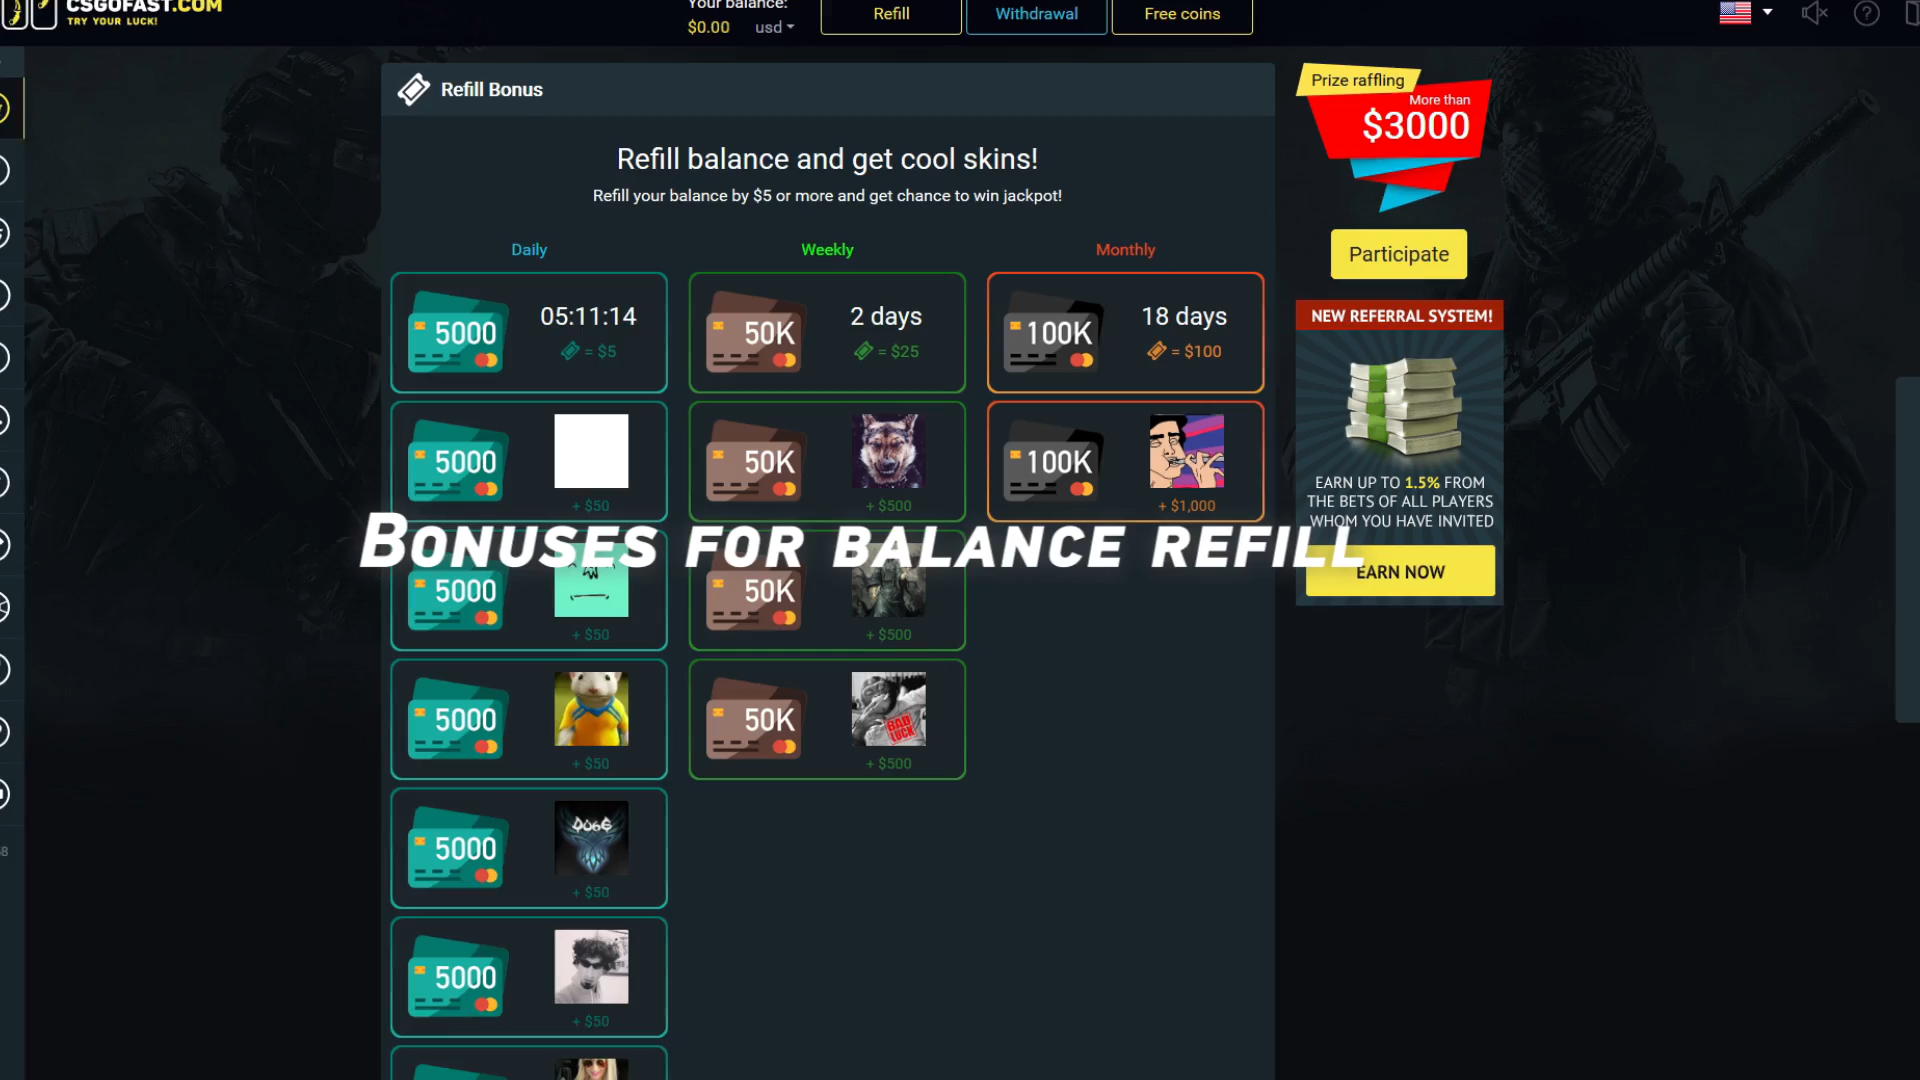 CSGOFAST.COM
TRY YOUR LUCK!
Your balance:
$0.00 usd
Refill
Withdrawal
Free coins
Refill Bonus
Refill balance and get cool skins!
Refill your balance by $5 or more and get chance to win jackpot!
Daily
Weekly
Monthly
5000
05:11:14
= $5
50K
2 days
= $25
100K
18 days
= $100
5000
+ $50
50K
+ $500
100K
+ $1,000
BONUSES FOR BALANCE REFILL
5000
+ $50
50K
+ $500
5000
+ $50
50K
BAD LUCK
+ $500
5000
+ $50
5000
+ $50
Prize raffling
More than
$3000
Participate
NEW REFERRAL SYSTEM!
EARN UP TO 1.5% FROM
THE BETS OF ALL PLAYERS
WHOM YOU HAVE INVITED
EARN NOW